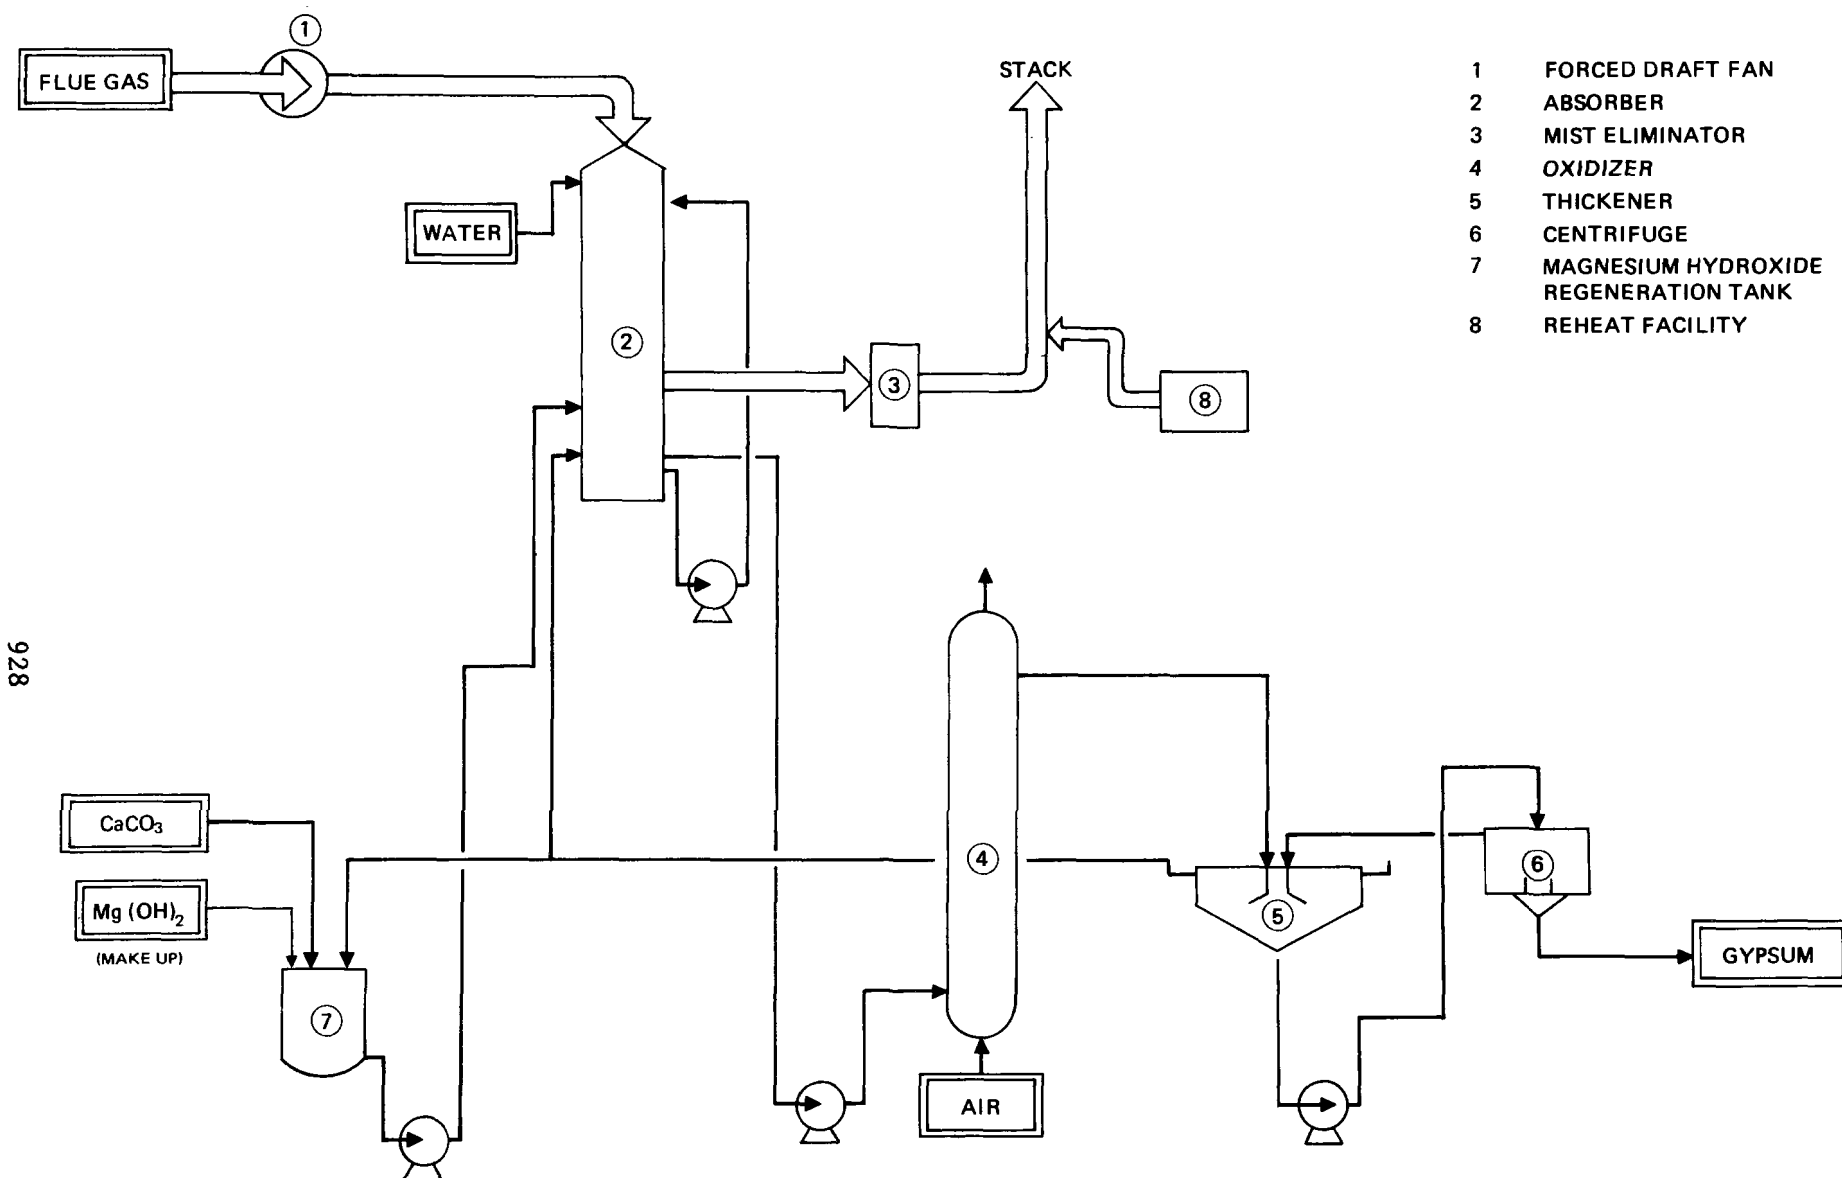 1
FLUE GAS
STACK
WATER
2
3
8
1 FORCED DRAFT FAN
2 ABSORBER
3 MIST ELIMINATOR
4 OXIDIZER
5 THICKENER
6 CENTRIFUGE
7 MAGNESIUM HYDROXIDE
REGENERATION TANK
8 REHEAT FACILITY
928
CaCO₃
Mg (OH)₂
(MAKE UP)
7
4
AIR
5
6
GYPSUM